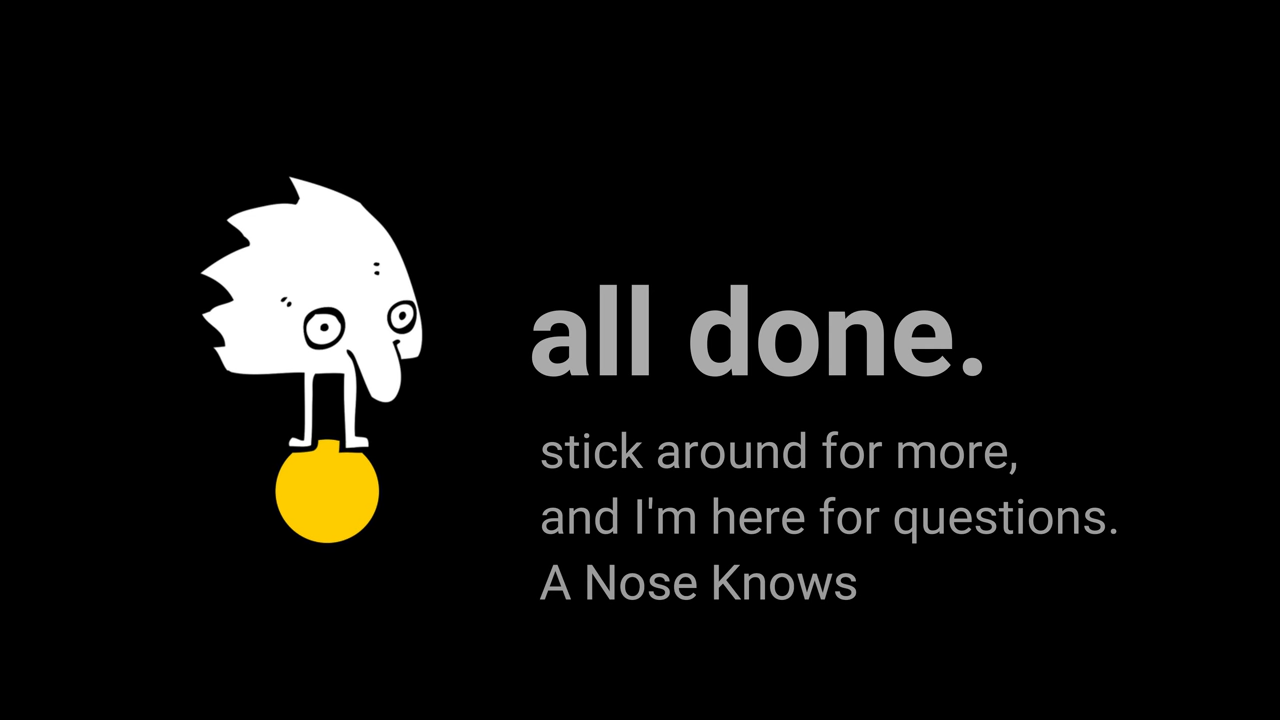 all done.
stick around for more,
and I'm here for questions.
A Nose Knows